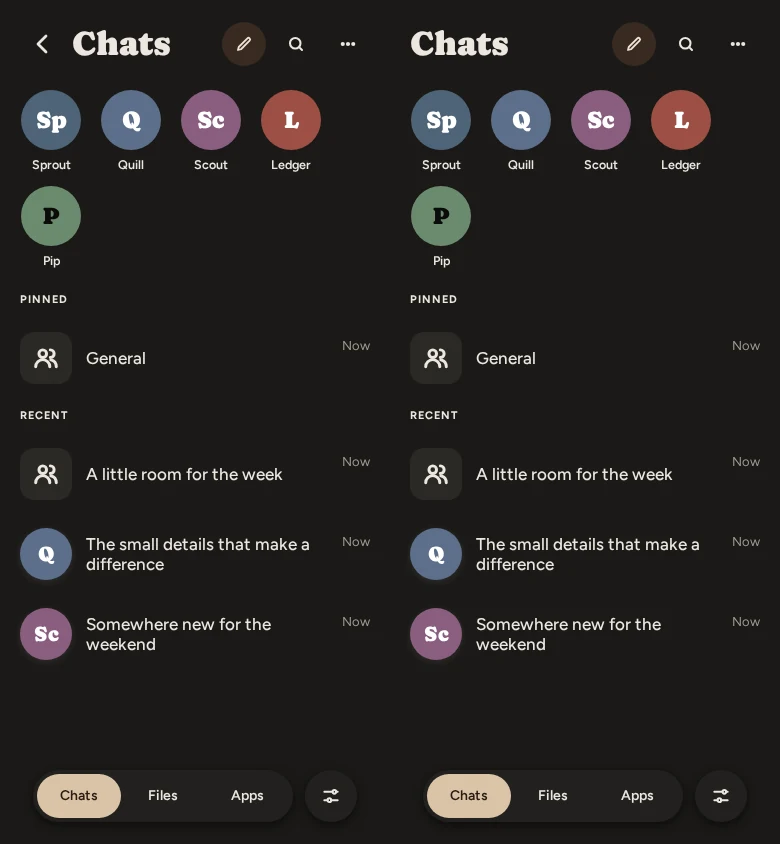 Chats
Sp Q Sc L
Sprout Quill Scout Ledger
P
Pip
PINNED
General Now
RECENT
A little room for the week Now
Q The small details that make a Now
difference
Sc Somewhere new for the Now
weekend
Chats Files Apps
Chats
Sp Q Sc L
Sprout Quill Scout Ledger
P
Pip
PINNED
General Now
RECENT
A little room for the week Now
Q The small details that make a Now
difference
Sc Somewhere new for the Now
weekend
Chats Files Apps